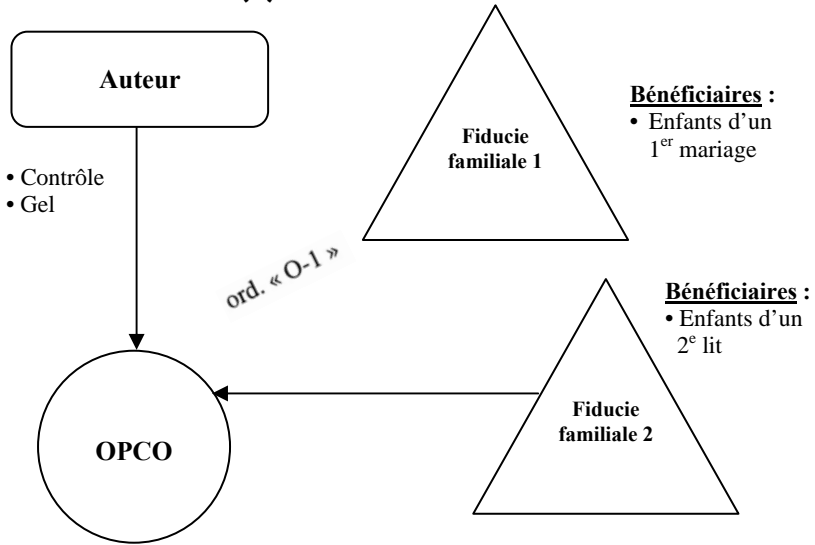 Auteur
• Contrôle
• Gel
Fiducie
familiale 1
Bénéficiaires :
• Enfants d’un
1er mariage
ord. « O-1 »
Bénéficiaires :
• Enfants d’un
2e lit
Fiducie
familiale 2
OPCO